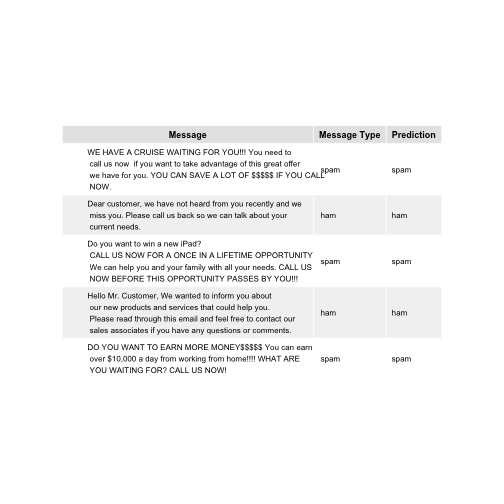 Message Message Type Prediction
WE HAVE A CRUISE WAITING FOR YOU!!! You need to
call us now  if you want to take advantage of this great offer
we have for you. YOU CAN SAVE A LOT OF $$$$$ IF YOU CALL
NOW.
spam spam
Dear customer, we have not heard from you recently and we
miss you. Please call us back so we can talk about your
current needs.
ham ham
Do you want to win a new iPad?
CALL US NOW FOR A ONCE IN A LIFETIME OPPORTUNITY
We can help you and your family with all your needs. CALL US
NOW BEFORE THIS OPPORTUNITY PASSES BY YOU!!!
spam spam
Hello Mr. Customer, We wanted to inform you about
our new products and services that could help you.
Please read through this email and feel free to contact our
sales associates if you have any questions or comments.
ham ham
DO YOU WANT TO EARN MORE MONEY$$$$$ You can earn
over $10,000 a day from working from home!!!! WHAT ARE
YOU WAITING FOR? CALL US NOW!
spam spam